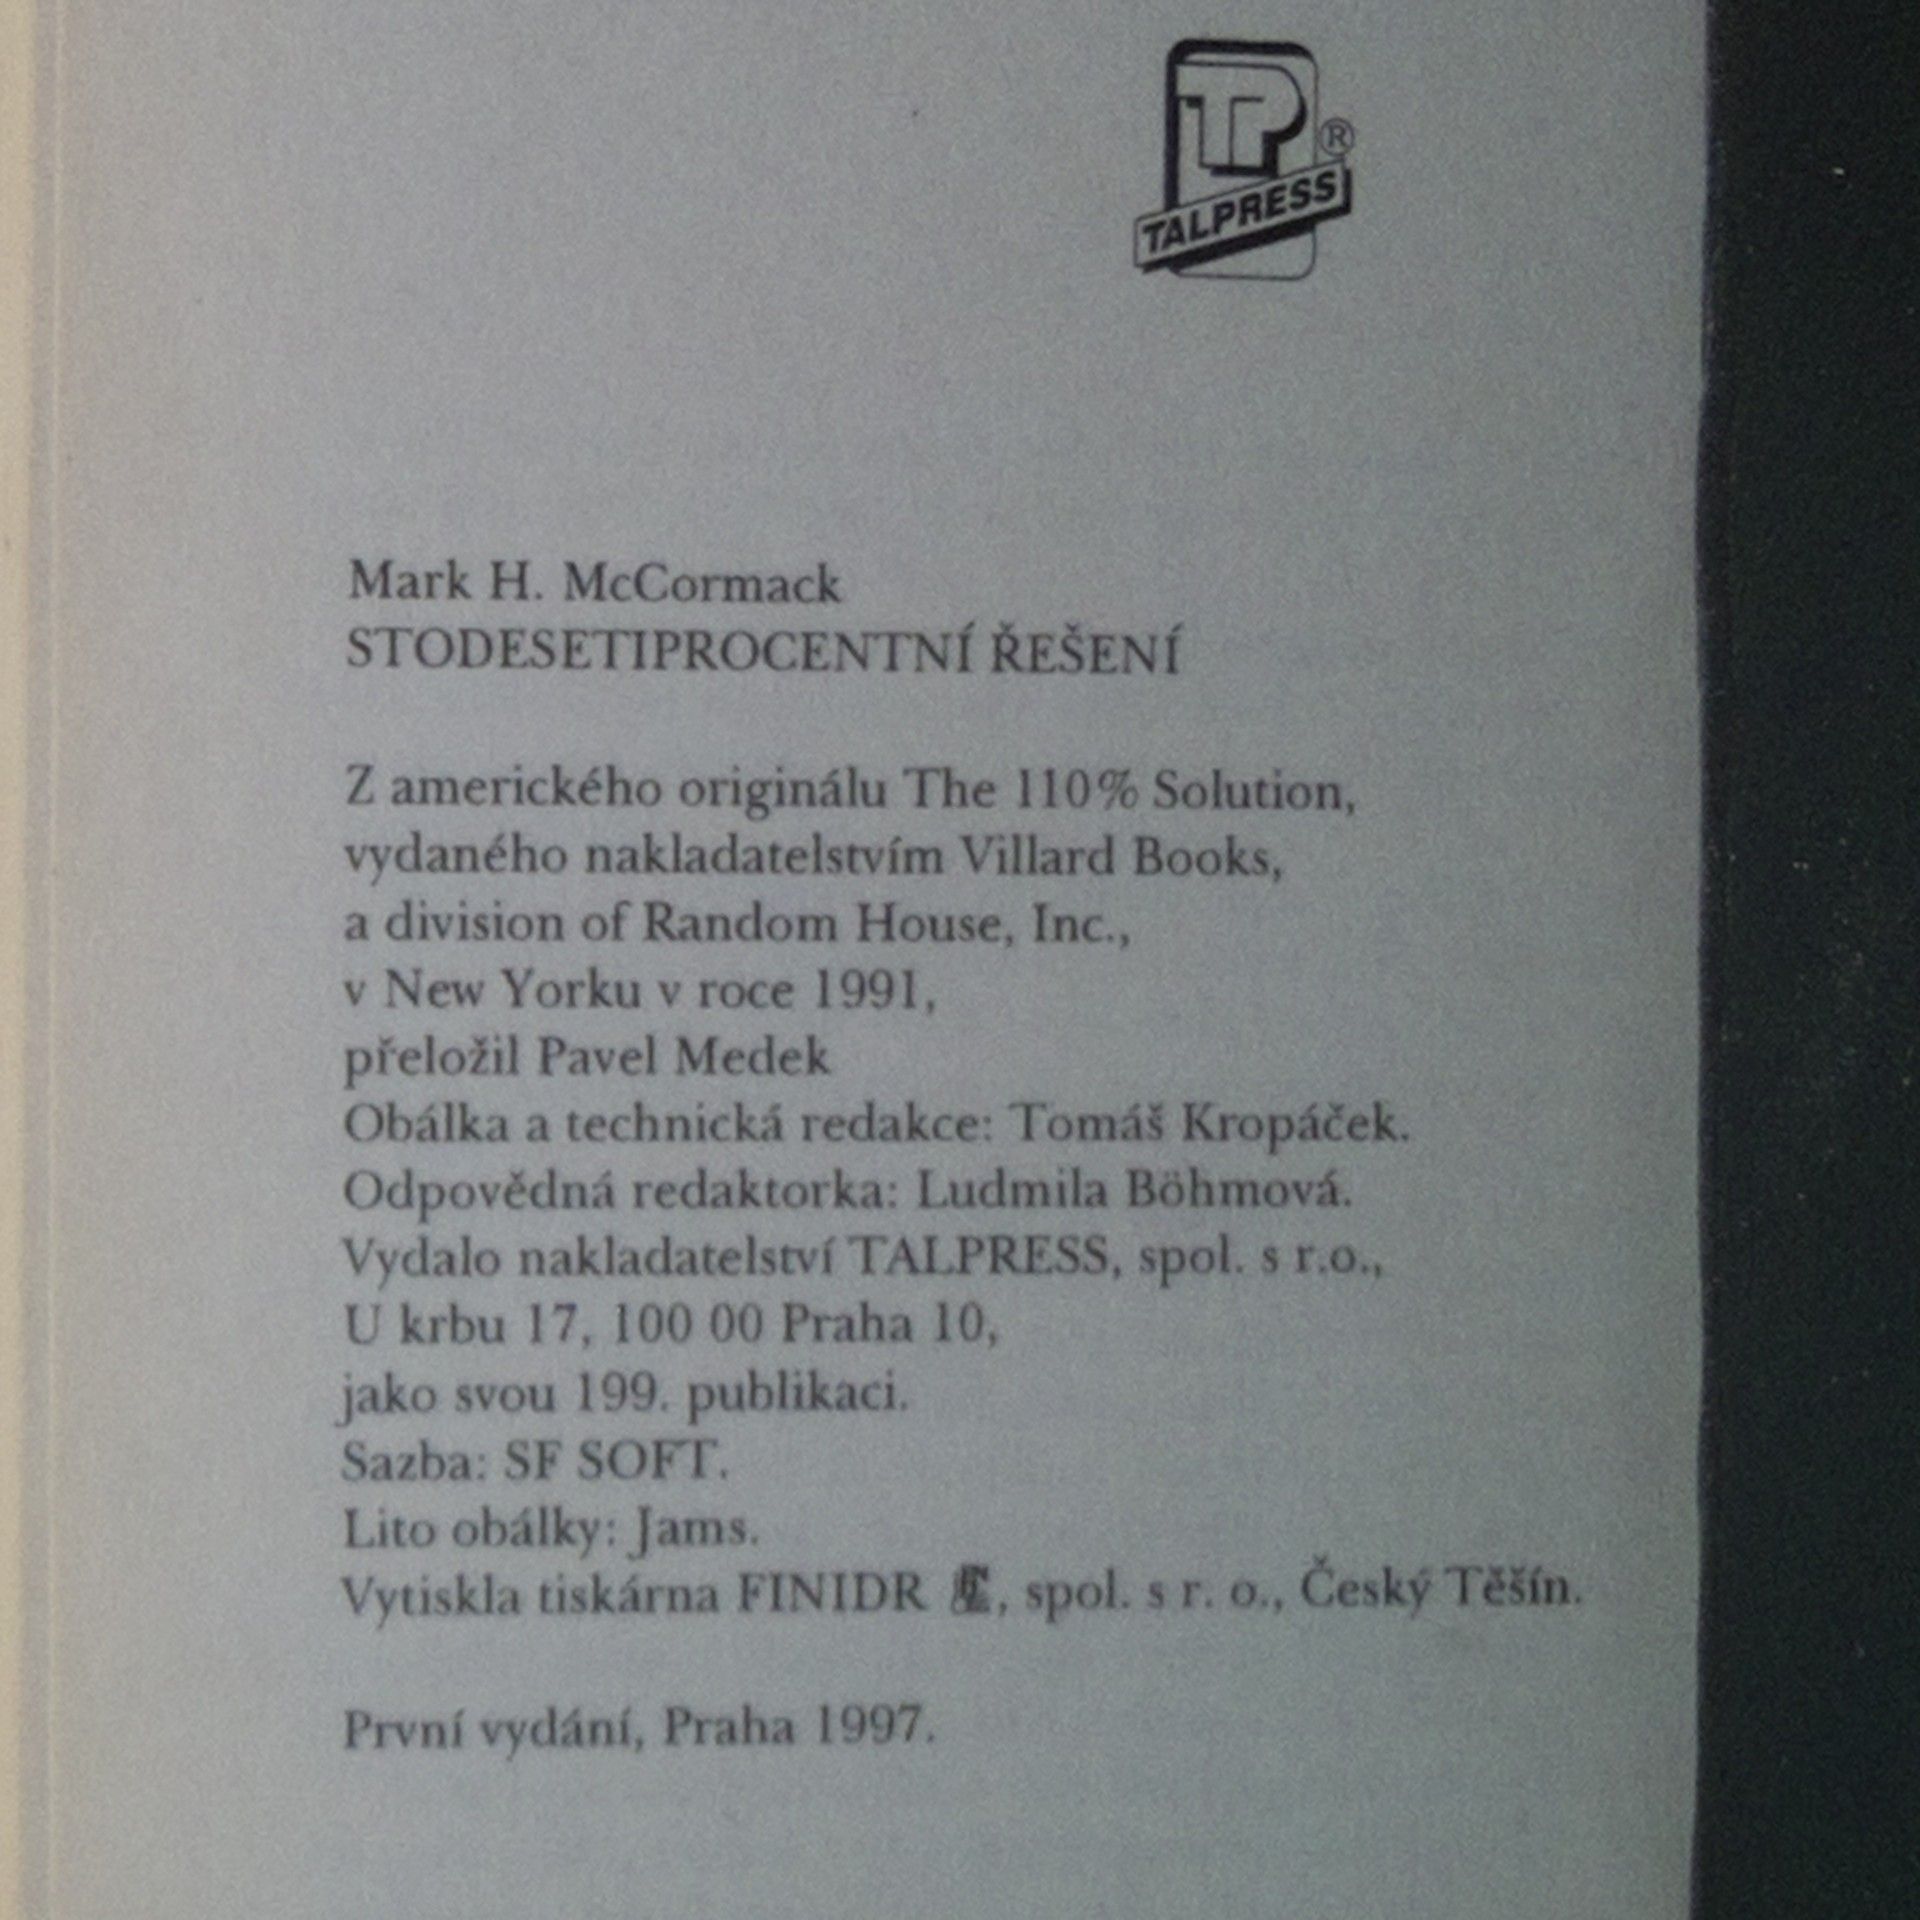 TP
®
TALPRESS
Mark H. McCormack
STODESETIPROCENTNÍ ŘEŠENÍ
Z amerického originálu The 110% Solution,
vydaného nakladatelstvím Villard Books,
a division of Random House, Inc.,
v New Yorku v roce 1991,
přeložil Pavel Medek
Obálka a technická redakce: Tomáš Kropáček.
Odpovědná redaktorka: Ludmila Böhmová.
Vydalo nakladatelství TALPRESS, spol. s r.o.,
U krbu 17, 100 00 Praha 10,
jako svou 199. publikaci.
Sazba: SF SOFT.
Lito obálky: Jams.
Vytiskla tiskárna FINIDR , spol. s r. o., Český Těšín.
První vydání, Praha 1997.